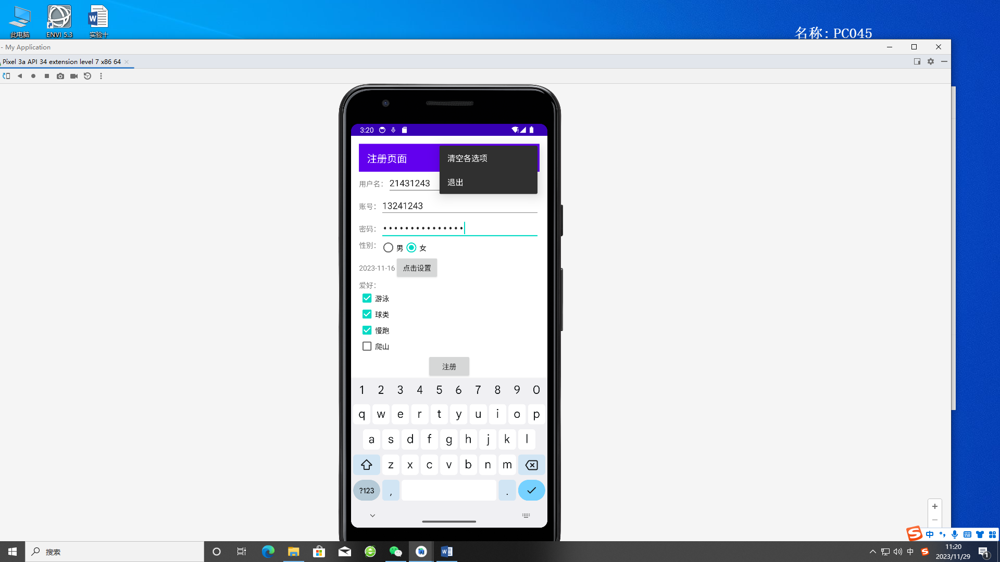 此电脑
ENVI 5.3
实验十
名称：PC045
- My Application
Pixel 3a API 34 extension level 7 x86 64
3:20
注册页面
清空各选项
退出
用户名：
21431243
账号：
13241243
密码：
•••••••••••••••
性别：
男
女
2023-11-16
点击设置
爱好：
游泳
球类
慢跑
爬山
注册
1 2 3 4 5 6 7 8 9 0
q w e r t y u i o p
a s d f g h j k l
z x c v b n m
?123 , .
中
搜索
中
11:20
2023/11/29
1